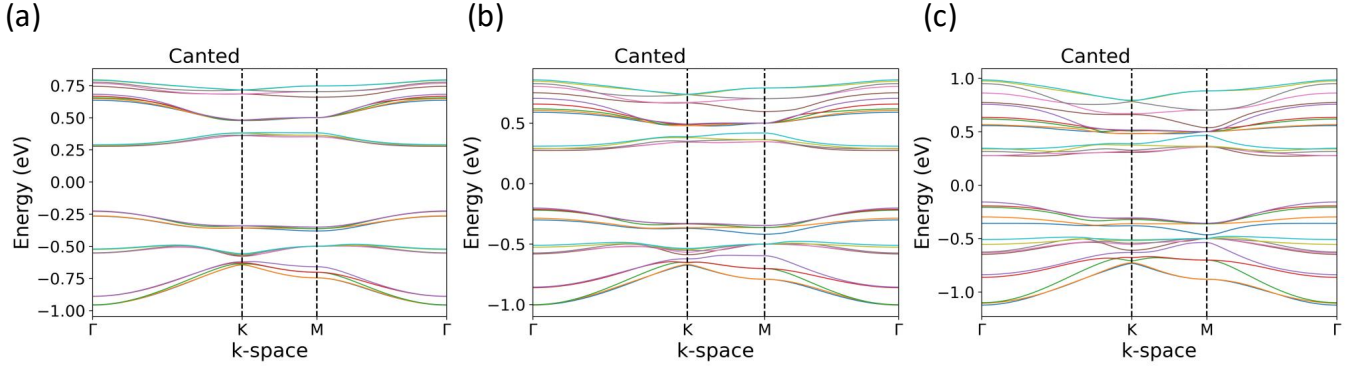 (a)
Canted
Energy (eV)
0.75
0.50
0.25
0.00
−0.25
−0.50
−0.75
−1.00
Γ
K
M
Γ
k-space
(b)
Canted
Energy (eV)
0.5
0.0
−0.5
−1.0
Γ
K
M
Γ
k-space
(c)
Canted
Energy (eV)
1.0
0.5
0.0
−0.5
−1.0
Γ
K
M
Γ
k-space